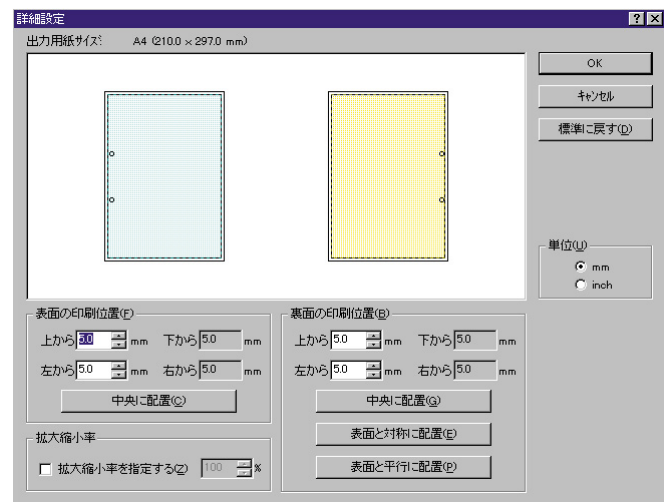 詳細設定
出力用紙サイズ: A4 (210.0 × 297.0 mm)
OK
キャンセル
標準に戻す(D)
単位(U)
mm
inch
表面の印刷位置(F)
上から 5.0 mm 下から 5.0 mm
左から 5.0 mm 右から 5.0 mm
中央に配置(C)
拡大縮小率
拡大縮小率を指定する(Z) 100 %
裏面の印刷位置(B)
上から 5.0 mm 下から 5.0 mm
左から 5.0 mm 右から 5.0 mm
中央に配置(G)
表面と対称に配置(E)
表面と平行に配置(P)